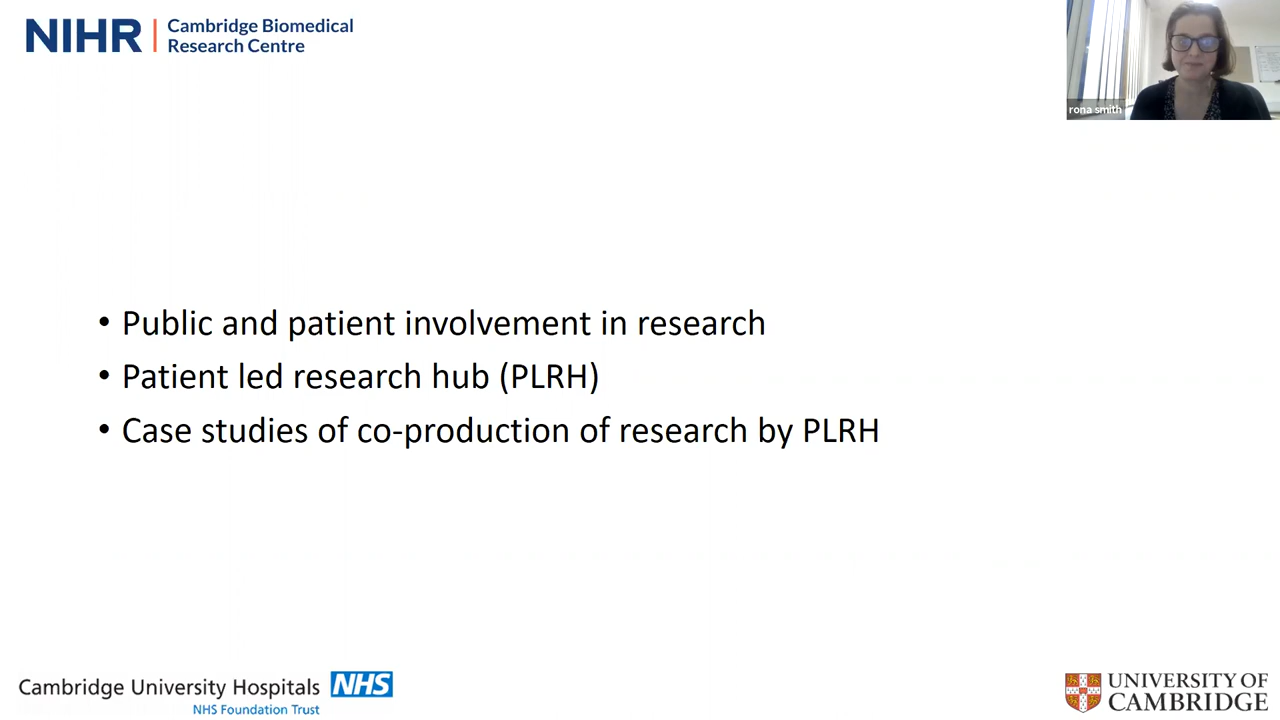 NIHR | Cambridge Biomedical
Research Centre
rona smith
• Public and patient involvement in research
• Patient led research hub (PLRH)
• Case studies of co-production of research by PLRH
Cambridge University Hospitals NHS
NHS Foundation Trust
UNIVERSITY OF
CAMBRIDGE